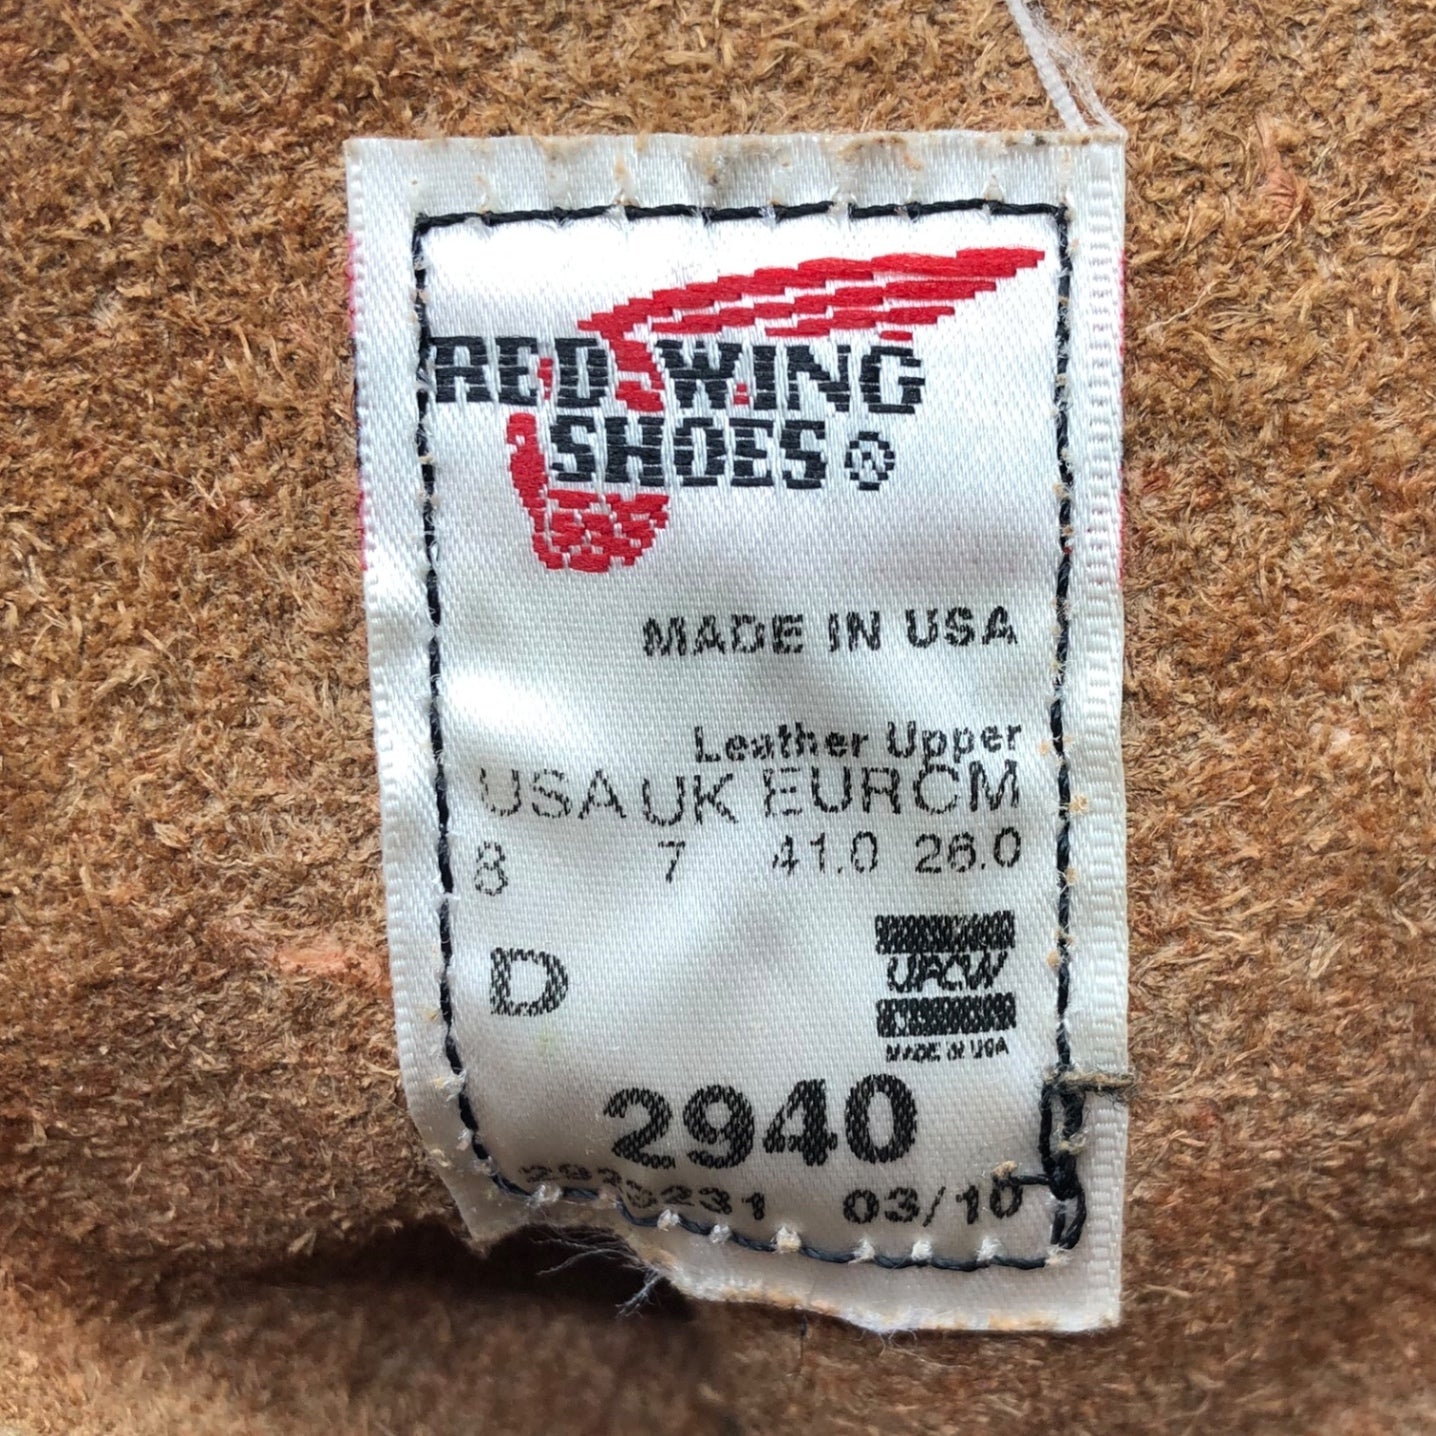 RED WING
SHOES ®
MADE IN USA
Leather Upper
USA UK EUR CM
8 7 41.0 26.0
D
UFCW
MADE IN USA
2940
03/10